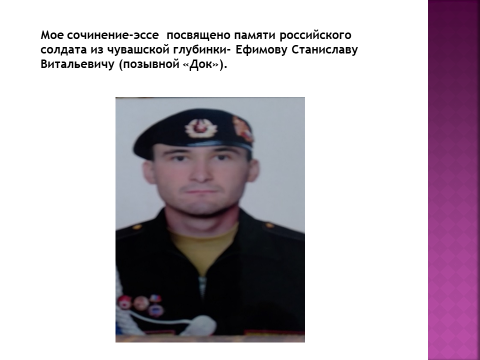 Мое сочинение-эссе  посвящено памяти российского
солдата из чувашской глубинки- Ефимову Станиславу
Витальевичу (позывной «Док»).